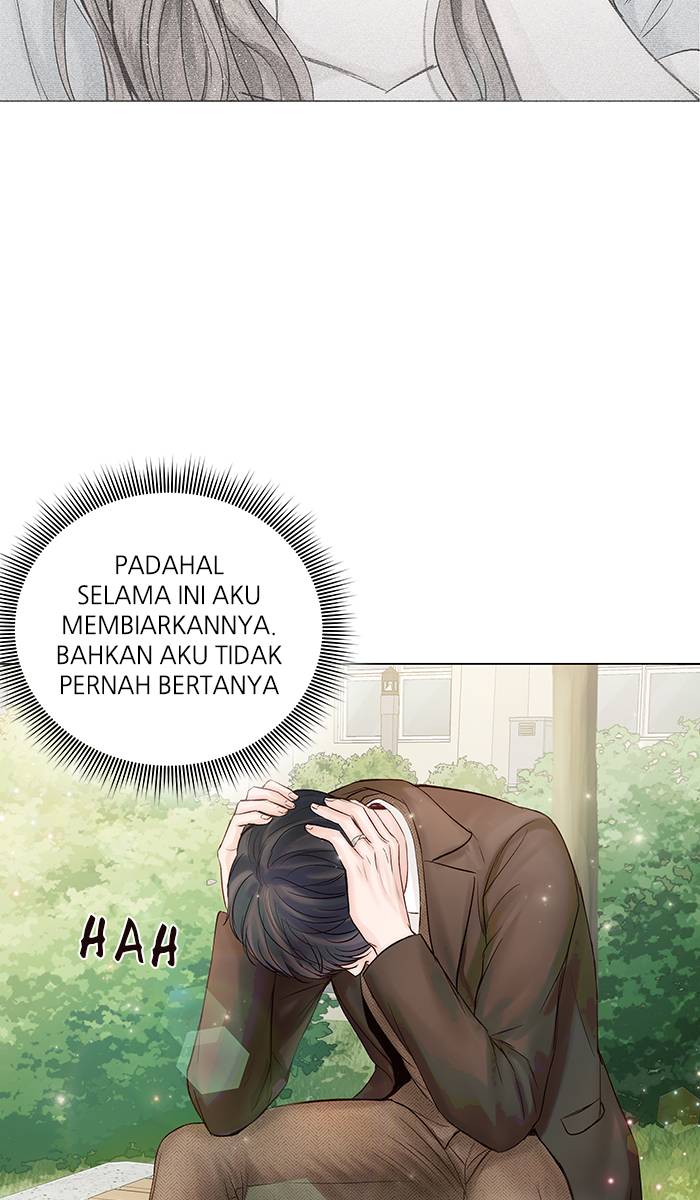 PADAHAL
SELAMA INI AKU
MEMBIARKANNYA.
BAHKAN AKU TIDAK
PERNAH BERTANYA
HAH